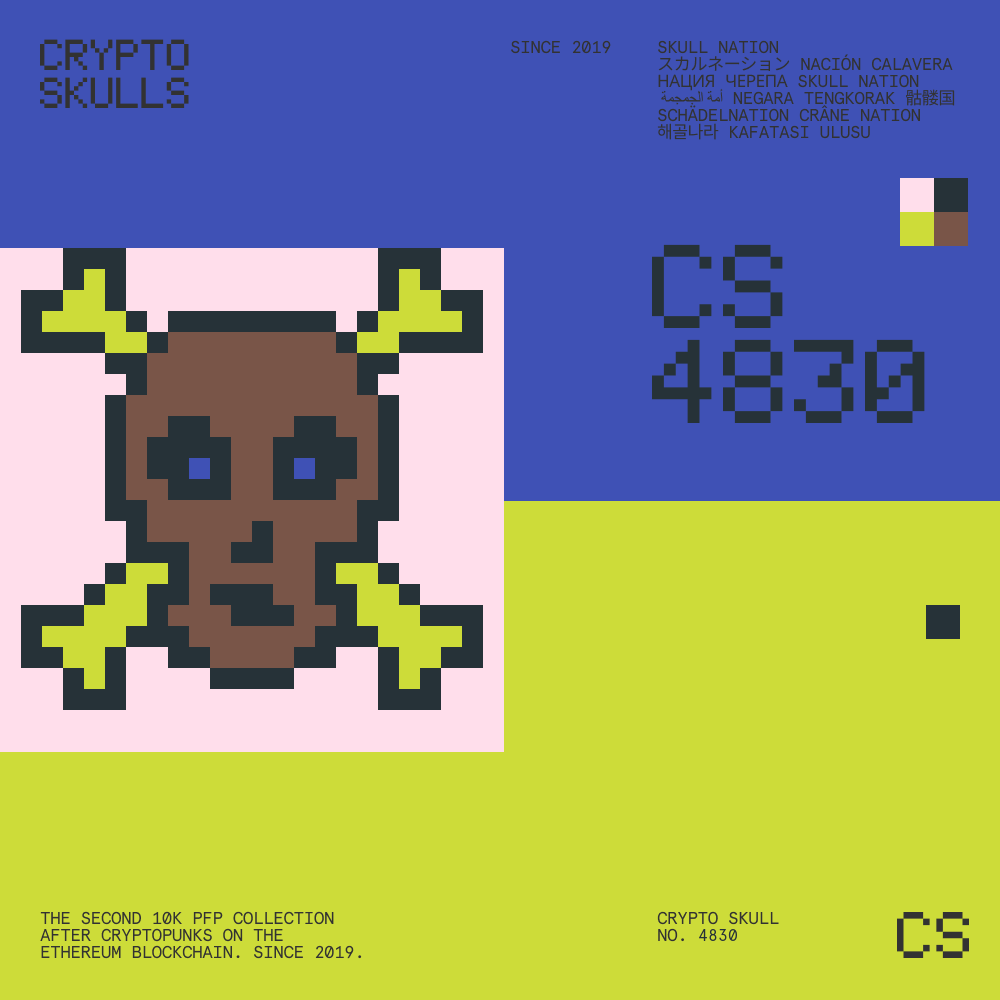 CRYPTO
SKULLS
SINCE 2019
SKULL NATION
スカルネーション NACIÓN CALAVERA
НАЦИЯ ЧЕРЕПА SKULL NATION
أمة الجمجمة NEGARA TENGKORAK 骷髅国
SCHÄDELNATION CRÂNE NATION
해골나라 KAFATASI ULUSU
CS
4830
THE SECOND 10K PFP COLLECTION
AFTER CRYPTOPUNKS ON THE
ETHEREUM BLOCKCHAIN. SINCE 2019.
CRYPTO SKULL
NO. 4830
CS